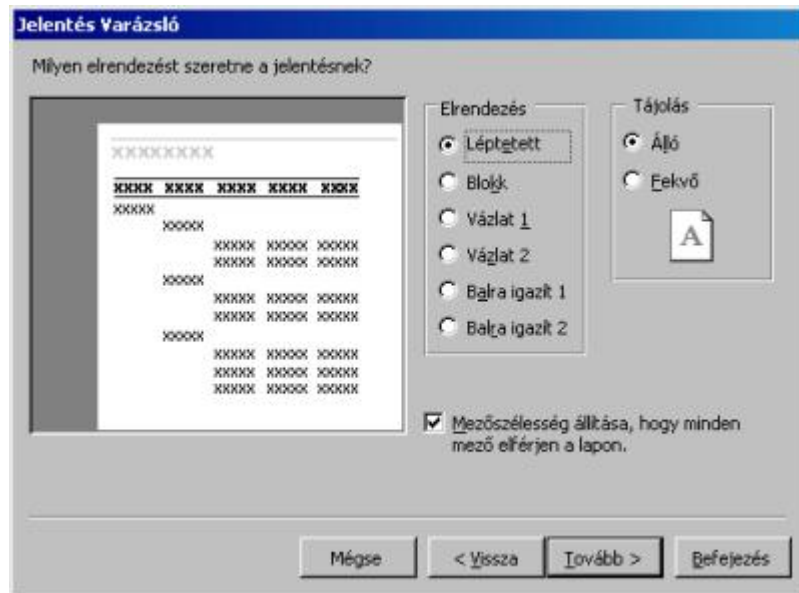 Jelentés Varázsló
Milyen elrendezést szeretne a jelentésnek?
XXXXXXXX
XXXX XXXX XXXX XXXX XXXX
XXXXX
XXXXX
XXXXX XXXXX XXXXX
XXXXX XXXXX XXXXX
XXXXX
XXXXX XXXXX XXXXX
XXXXX XXXXX XXXXX
XXXXX
XXXXX XXXXX XXXXX
XXXXX XXXXX XXXXX
XXXXX XXXXX XXXXX
Elrendezés
Léptetett
Blokk
Vázlat 1
Vázlat 2
Balra igazít 1
Balra igazít 2
Tájolás
Álló
Fekvő
A
Mezőszélesség állítása, hogy minden
mező elférjen a lapon.
Mégse
< Vissza
Tovább >
Befejezés